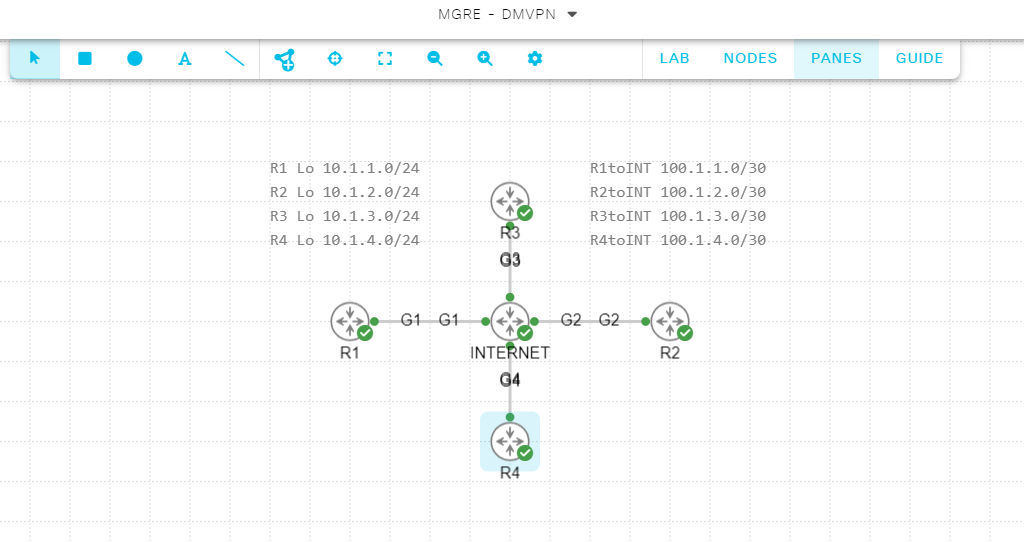 MGRE - DMVPN
LAB NODES PANES GUIDE
R1 Lo 10.1.1.0/24
R2 Lo 10.1.2.0/24
R3 Lo 10.1.3.0/24
R4 Lo 10.1.4.0/24
R1toINT 100.1.1.0/30
R2toINT 100.1.2.0/30
R3toINT 100.1.3.0/30
R4toINT 100.1.4.0/30
R3
G3
G1 G1 G2 G2
R1 INTERNET R2
G4
R4